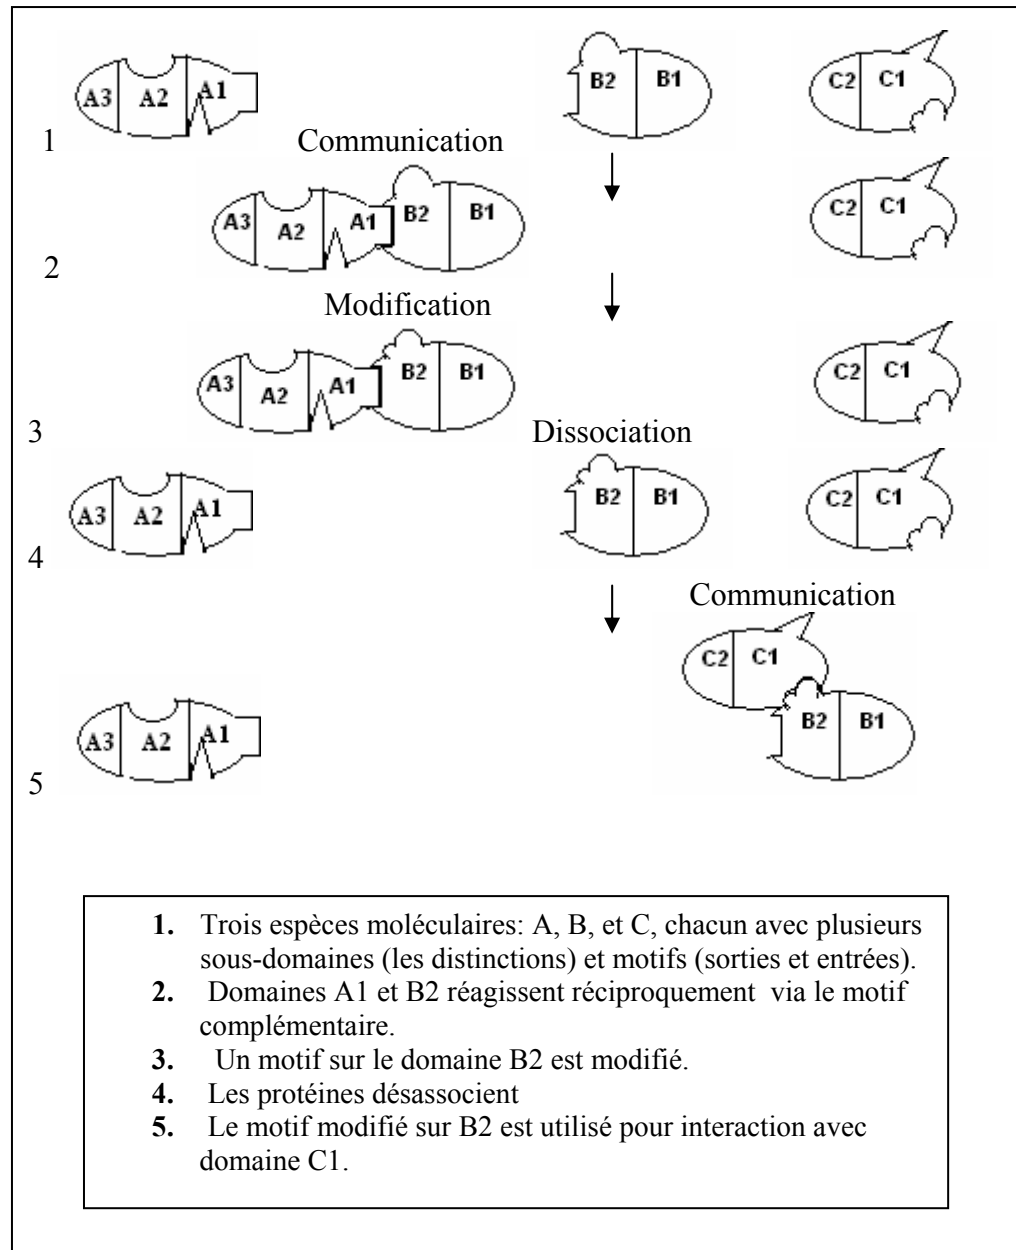 A3 A2 A1 B2 B1 C2 C1
1
Communication
A3 A2 A1 B2 B1 C2 C1
2
Modification
A3 A2 A1 B2 B1 C2 C1
3
Dissociation
A3 A2 A1 B2 B1 C2 C1
4
Communication
C2 C1
A3 A2 A1 B2 B1
5
1. Trois espèces moléculaires: A, B, et C, chacun avec plusieurs
sous-domaines (les distinctions) et motifs (sorties et entrées).
2. Domaines A1 et B2 réagissent réciproquement via le motif
complémentaire.
3. Un motif sur le domaine B2 est modifié.
4. Les protéines désassocient
5. Le motif modifié sur B2 est utilisé pour interaction avec
domaine C1.